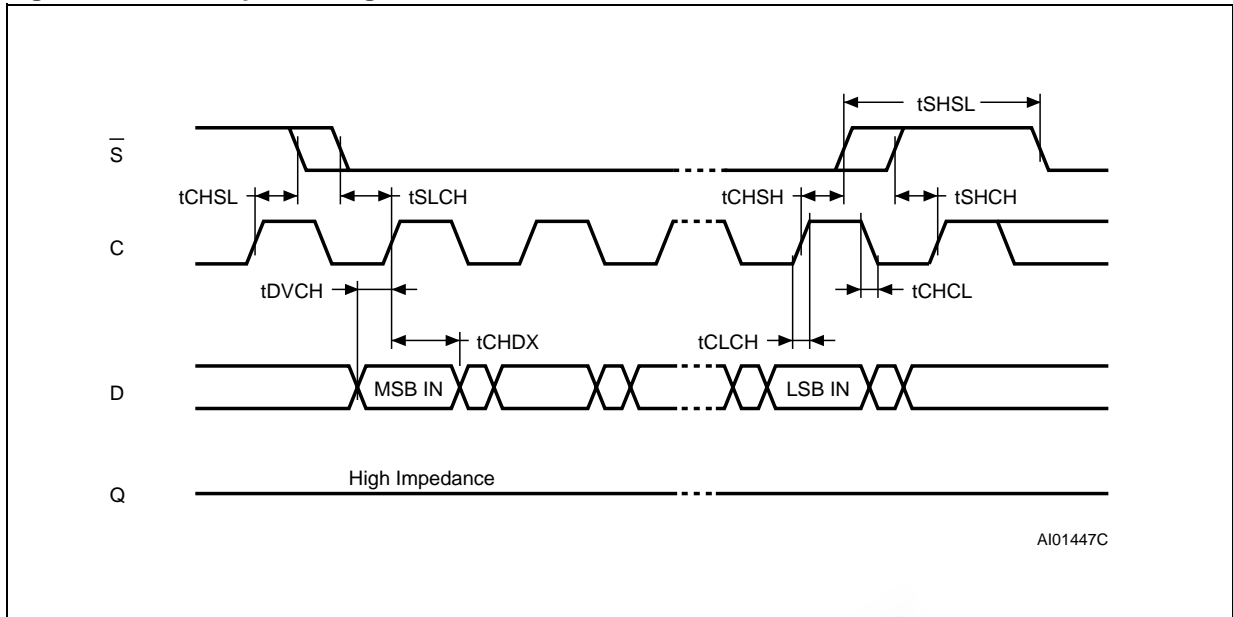 tSHSL
S̅
tCHSL
tSLCH
tCHSH
tSHCH
C
tDVCH
tCHCL
tCHDX
tCLCH
D
MSB IN
LSB IN
High Impedance
Q
AI01447C